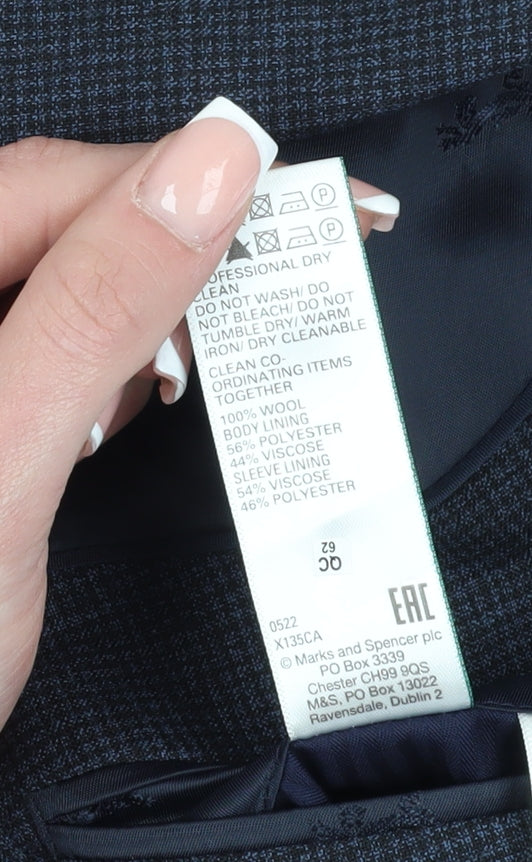 P
P
OFESSIONAL DRY
CLEAN
DO NOT WASH/ DO
NOT BLEACH/ DO NOT
TUMBLE DRY/ WARM
IRON/ DRY CLEANABLE
CLEAN CO-
ORDINATING ITEMS
TOGETHER
100% WOOL
BODY LINING
56% POLYESTER
44% VISCOSE
SLEEVE LINING
54% VISCOSE
46% POLYESTER
QC
62
EAC
0522
X135CA
© Marks and Spencer plc
PO Box 3339
Chester CH99 9QS
M&S, PO Box 13022
Ravensdale, Dublin 2